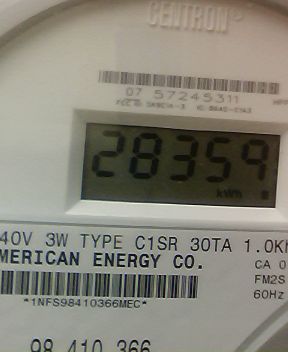 CENTRON®
07 57245311
28359
kWh
40V 3W TYPE C1SR 30TA 1.0Kh
MERICAN ENERGY CO.
CA 0
FM2S
*1NFS98410366MEC*
60Hz
98 410 366